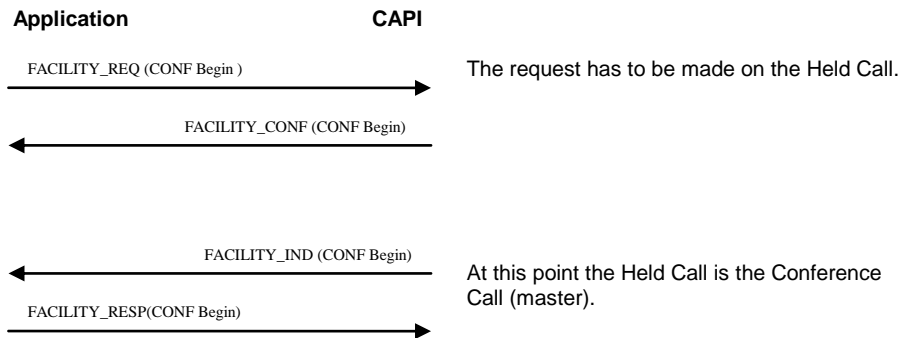 Application CAPI
FACILITY_REQ (CONF Begin )
The request has to be made on the Held Call.
FACILITY_CONF (CONF Begin)
FACILITY_IND (CONF Begin)
At this point the Held Call is the Conference
Call (master).
FACILITY_RESP(CONF Begin)